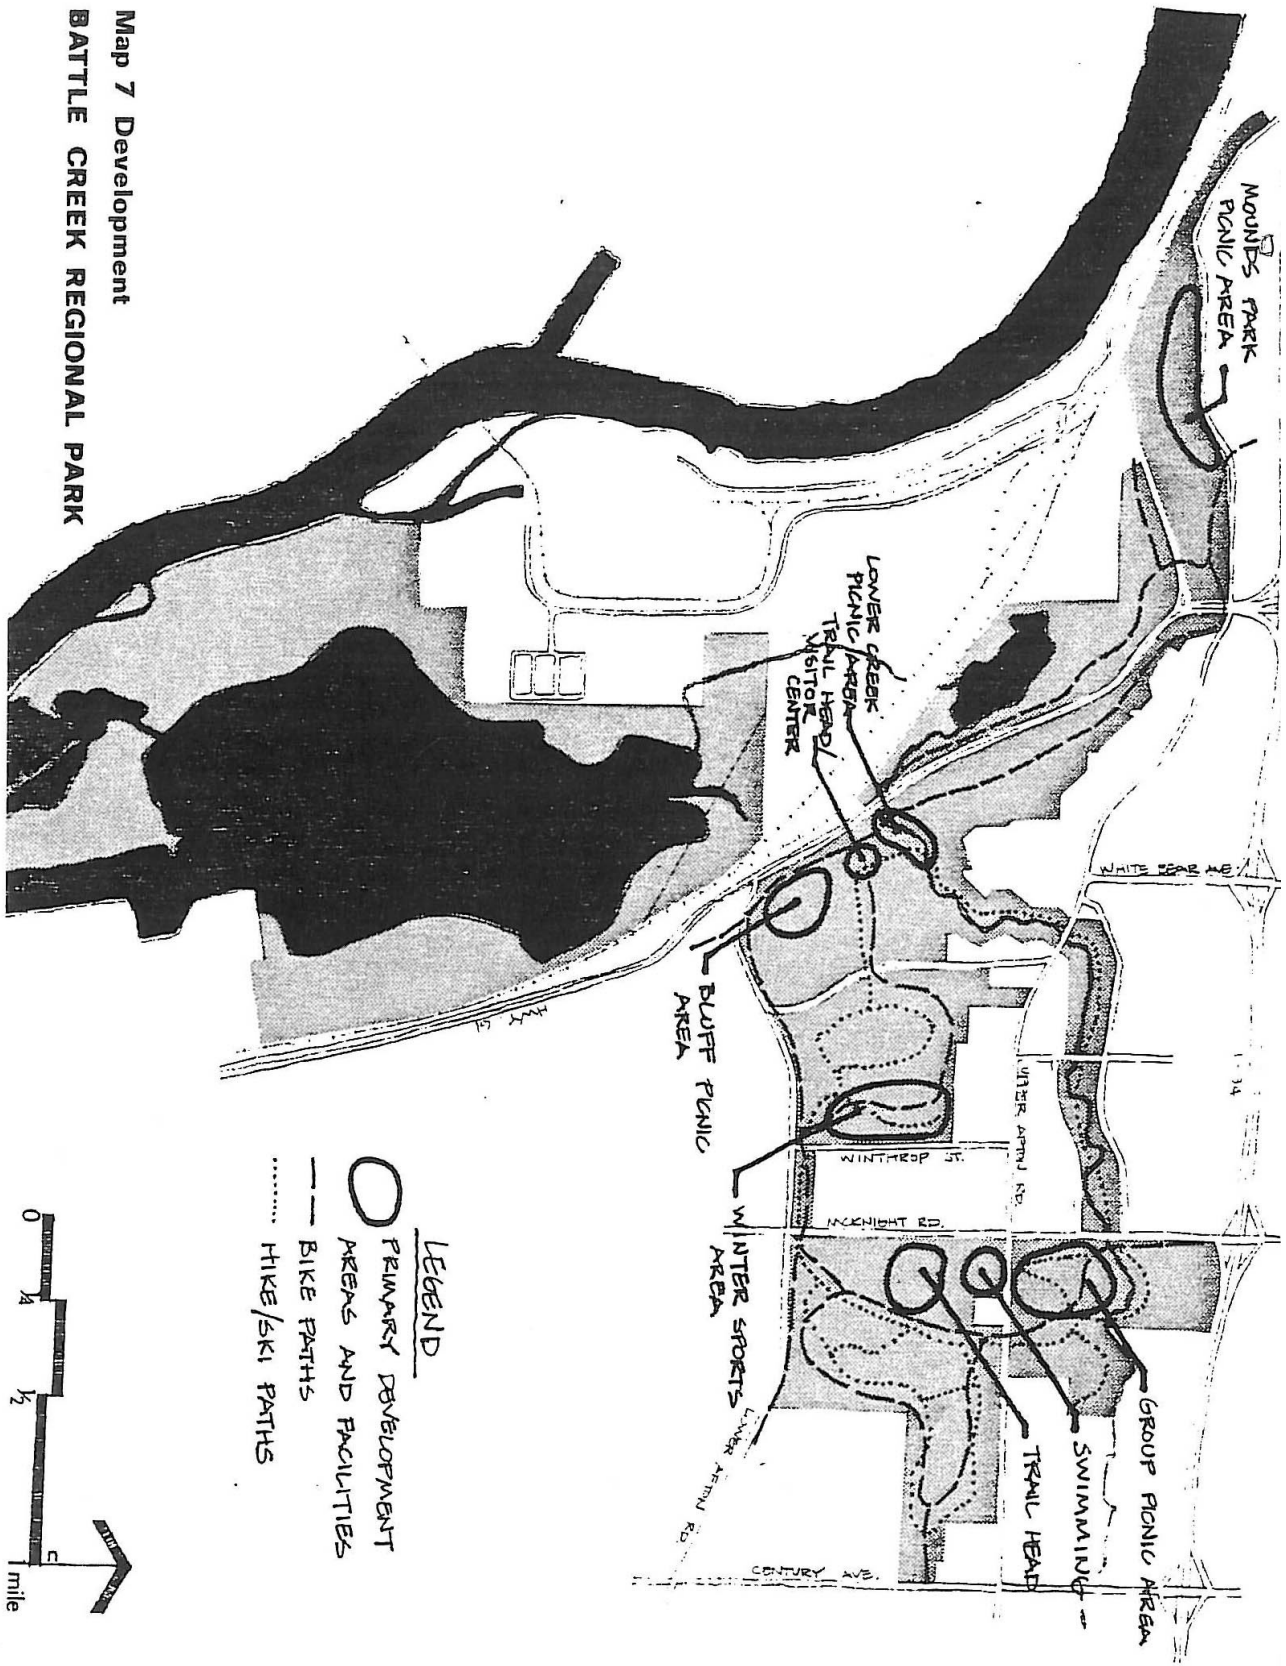 Map 7 Development
BATTLE CREEK REGIONAL PARK
MOUNDS PARK
PICNIC AREA
LOWER CREEK
PICNIC AREA
TRAIL HEAD/
VISITOR
CENTER
WHITE BEAR AVE.
BLUFF PICNIC
AREA
HWY 61
UPPER AFTON RD.
WINTHROP ST.
MCKNIGHT RD.
WINTER SPORTS
AREA
GROUP PICNIC AREA
SWIMMING
TRAIL HEAD
LOWER AFTON RD.
CENTURY AVE.
LEGEND
PRIMARY DEVELOPMENT
AREAS AND FACILITIES
BIKE PATHS
HIKE/SKI PATHS
0 ¼ ½ 1 mile